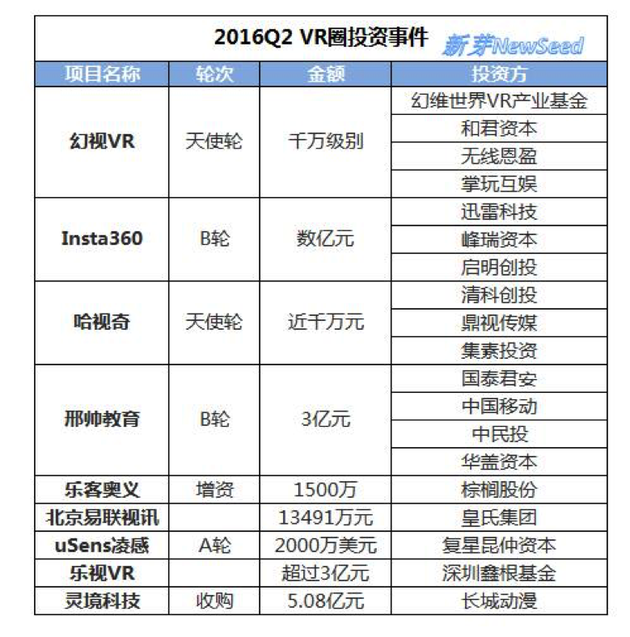 2016Q2 VR圈投资事件
新芽NewSeed
项目名称 轮次 金额 投资方
幻视VR 天使轮 千万级别 幻维世界VR产业基金
和君资本
无线恩盈
掌玩互娱
Insta360 B轮 数亿元 迅雷科技
峰瑞资本
启明创投
哈视奇 天使轮 近千万元 清科创投
鼎视传媒
集素投资
邢帅教育 B轮 3亿元 国泰君安
中国移动
中民投
华盖资本
乐客奥义 增资 1500万 棕榈股份
北京易联视讯 13491万元 皇氏集团
uSens凌感 A轮 2000万美元 复星昆仲资本
乐视VR 超过3亿元 深圳鑫根基金
灵境科技 收购 5.08亿元 长城动漫